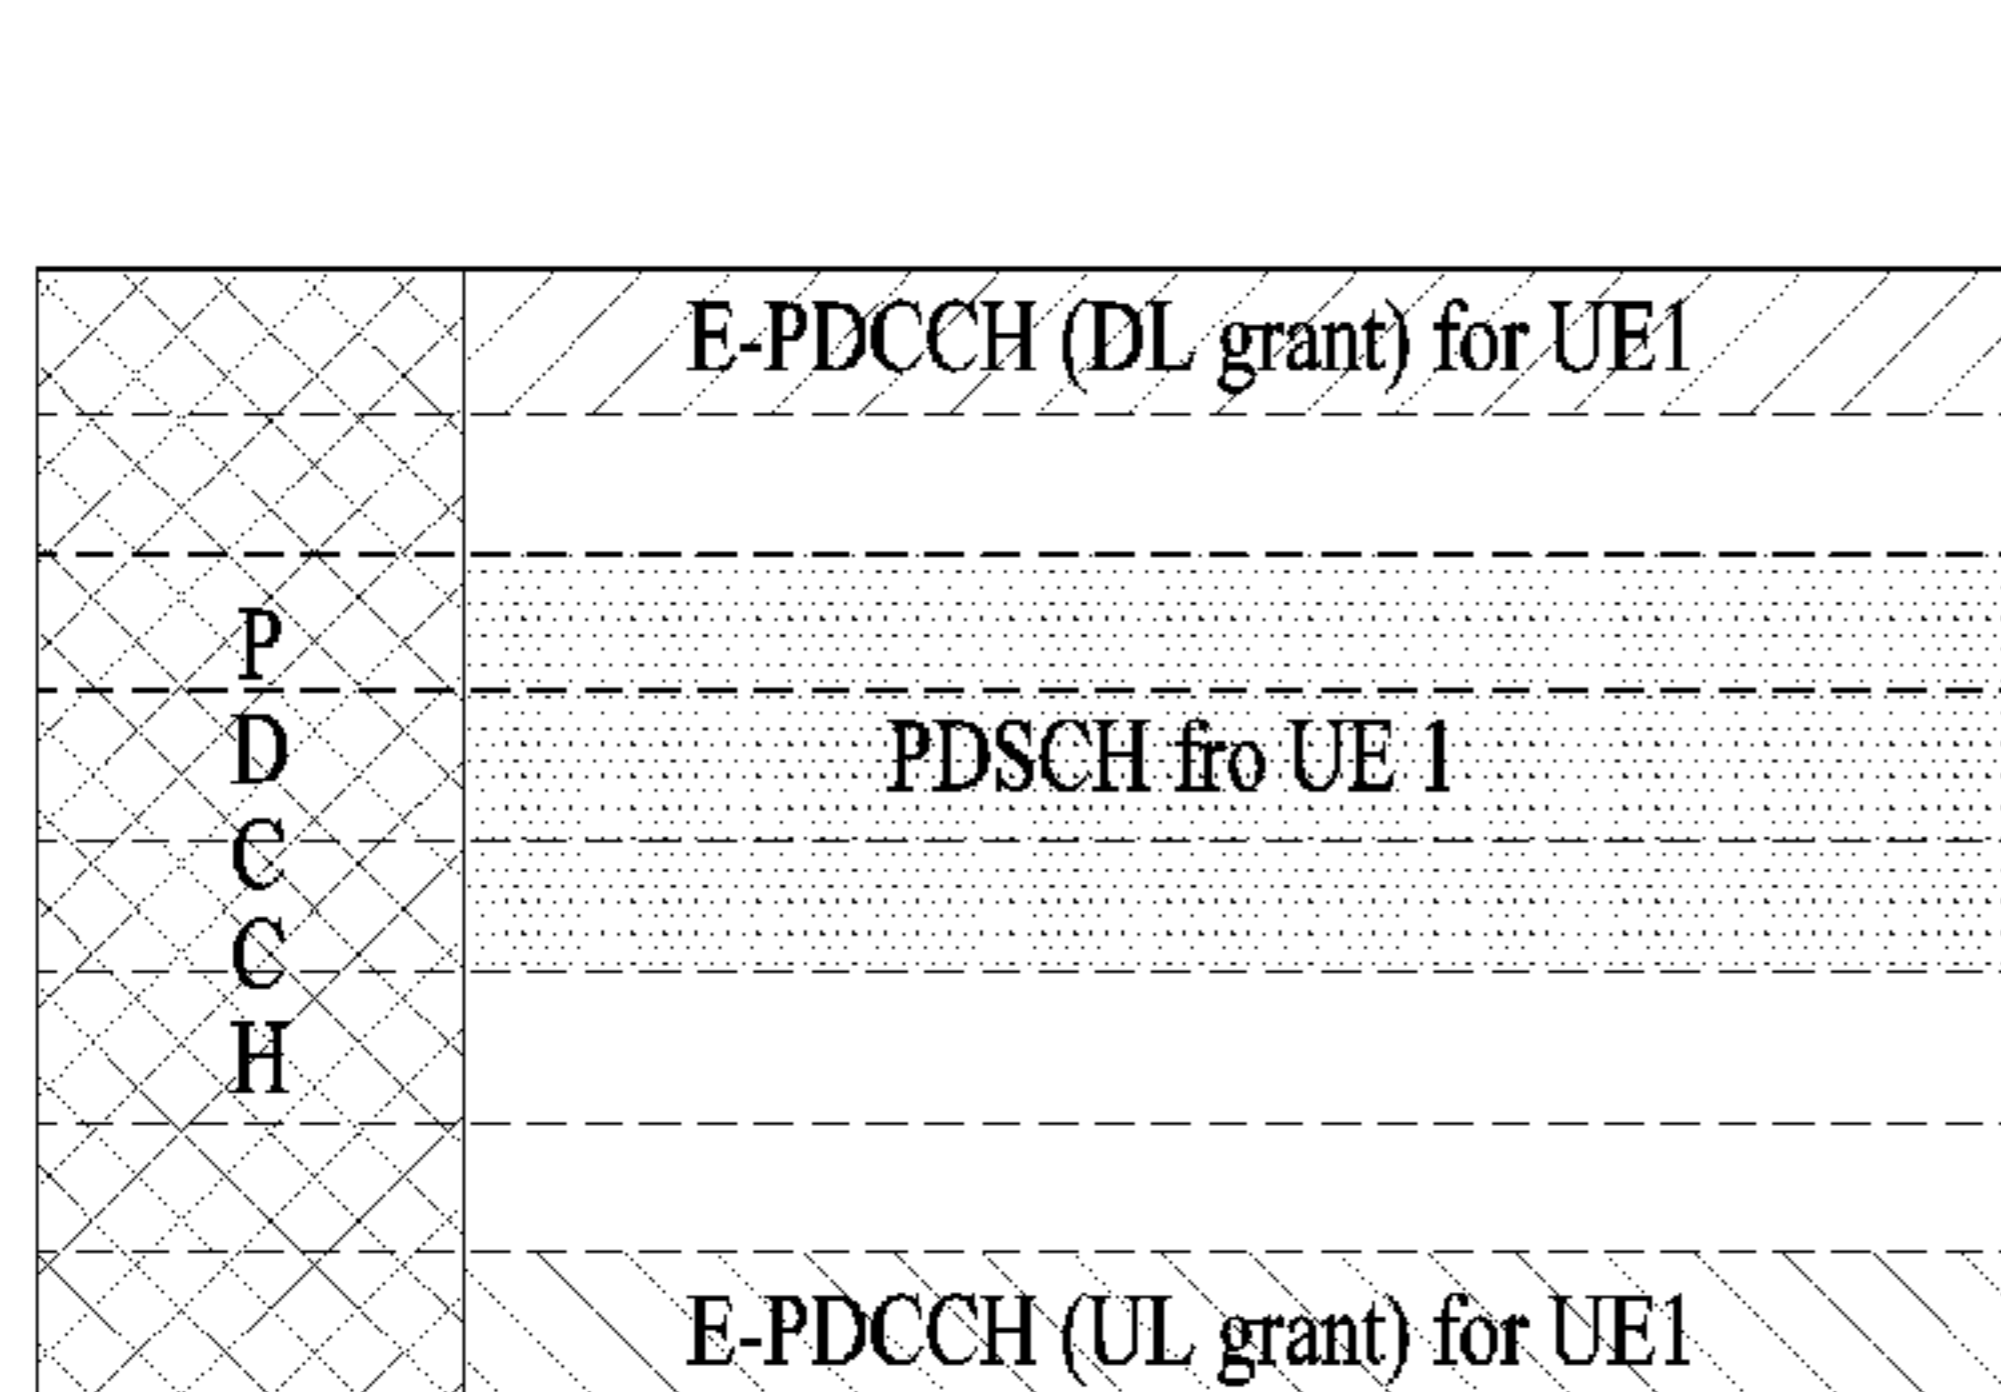 E-PDCCH (DL grant) for UE1
P
D
C
C
H
PDSCH fro UE 1
E-PDCCH (UL grant) for UE1